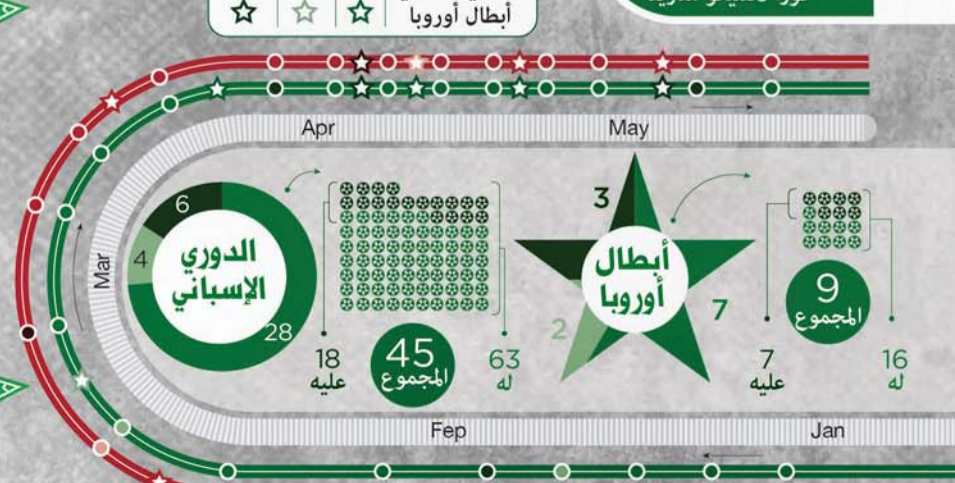 أبطال أوروبا
Apr
May
Mar
6
4
28
الدوري
الإسباني
18
عليه
45
المجموع
63
له
3
أبطال
أوروبا
7
2
9
المجموع
7
عليه
16
له
Fep
Jan